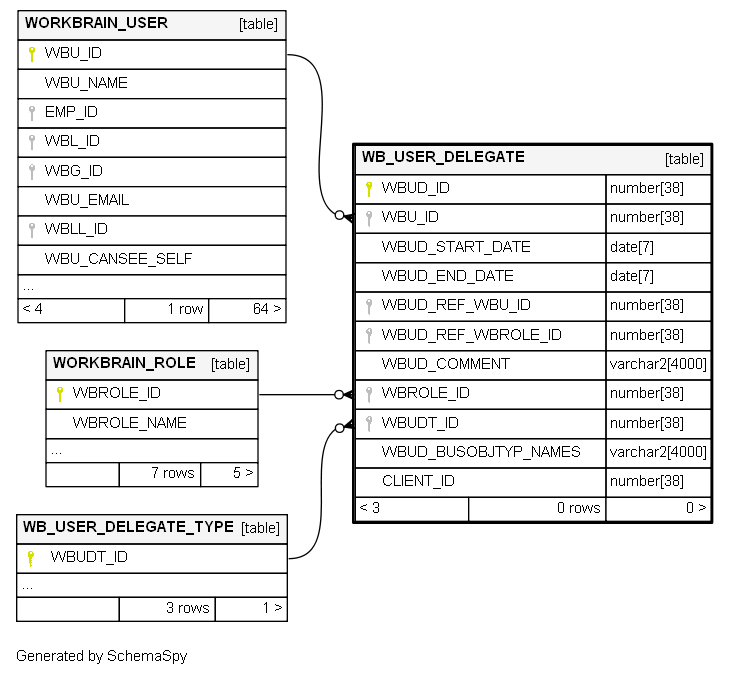 WORKBRAIN_USER [table]
WBU_ID
WBU_NAME
EMP_ID
WBL_ID
WBG_ID
WBU_EMAIL
WBLL_ID
WBU_CANSEE_SELF
...
< 4 1 row 64 >
WORKBRAIN_ROLE [table]
WBROLE_ID
WBROLE_NAME
...
7 rows 5 >
WB_USER_DELEGATE_TYPE [table]
WBUDT_ID
...
3 rows 1 >
WB_USER_DELEGATE [table]
WBUD_ID number[38]
WBU_ID number[38]
WBUD_START_DATE date[7]
WBUD_END_DATE date[7]
WBUD_REF_WBU_ID number[38]
WBUD_REF_WBROLE_ID number[38]
WBUD_COMMENT varchar2[4000]
WBROLE_ID number[38]
WBUDT_ID number[38]
WBUD_BUSOBJTYP_NAMES varchar2[4000]
CLIENT_ID number[38]
< 3 0 rows 0 >
Generated by SchemaSpy